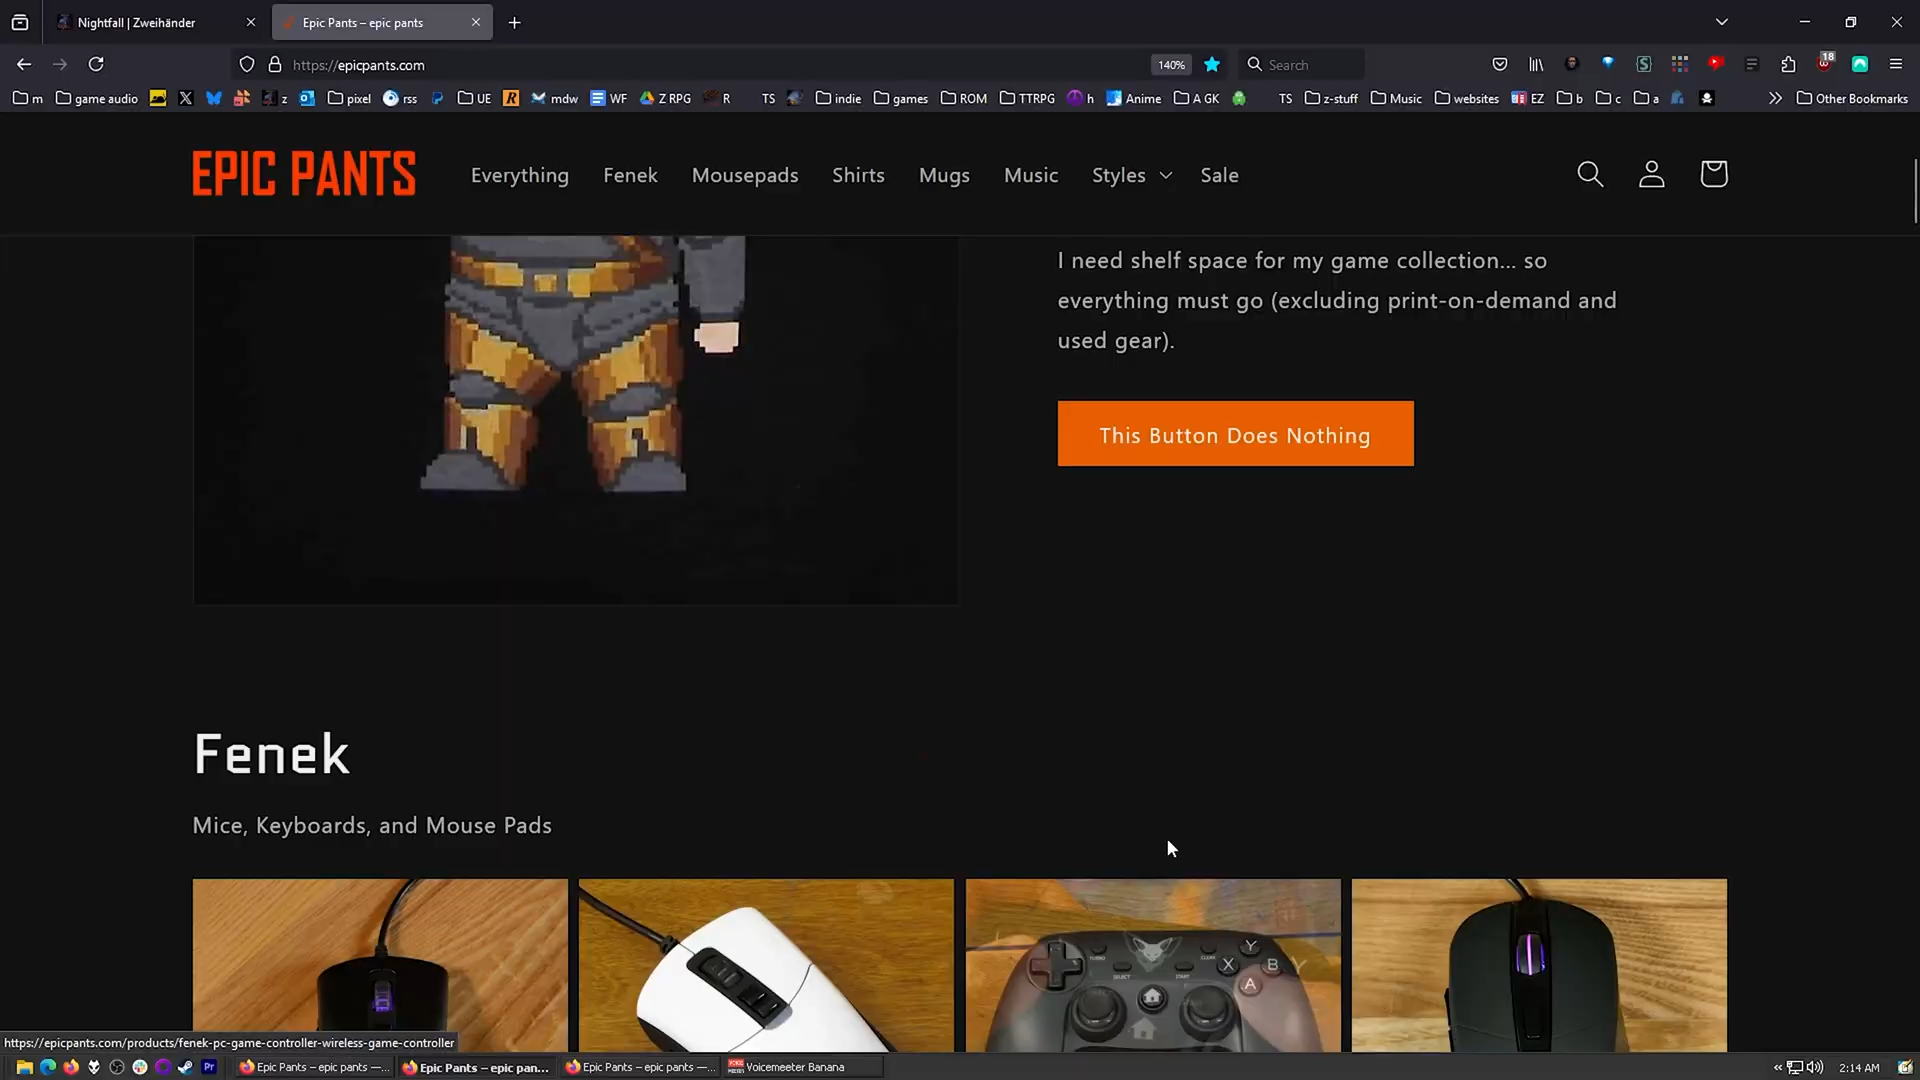 Nightfall | Zweihänder
Epic Pants – epic pants
https://epicpants.com
140%
Search
18
m
game audio
z
pixel
rss
UE
mdw
WF
Z RPG
R
TS
indie
games
ROM
TTRPG
h
Anime
A GK
TS
z-stuff
Music
websites
EZ
b
c
a
Other Bookmarks
EPIC PANTS
Everything
Fenek
Mousepads
Shirts
Mugs
Music
Styles
Sale
I need shelf space for my game collection... so
everything must go (excluding print-on-demand and
used gear).
This Button Does Nothing
Fenek
Mice, Keyboards, and Mouse Pads
TURBO
CLEAR
SELECT
START
Y
X
B
A
https://epicpants.com/products/fenek-pc-game-controller-wireless-game-controller
Epic Pants – epic pants —...
Epic Pants – epic pan...
Epic Pants – epic pants —...
Voicemeeter Banana
2:14 AM